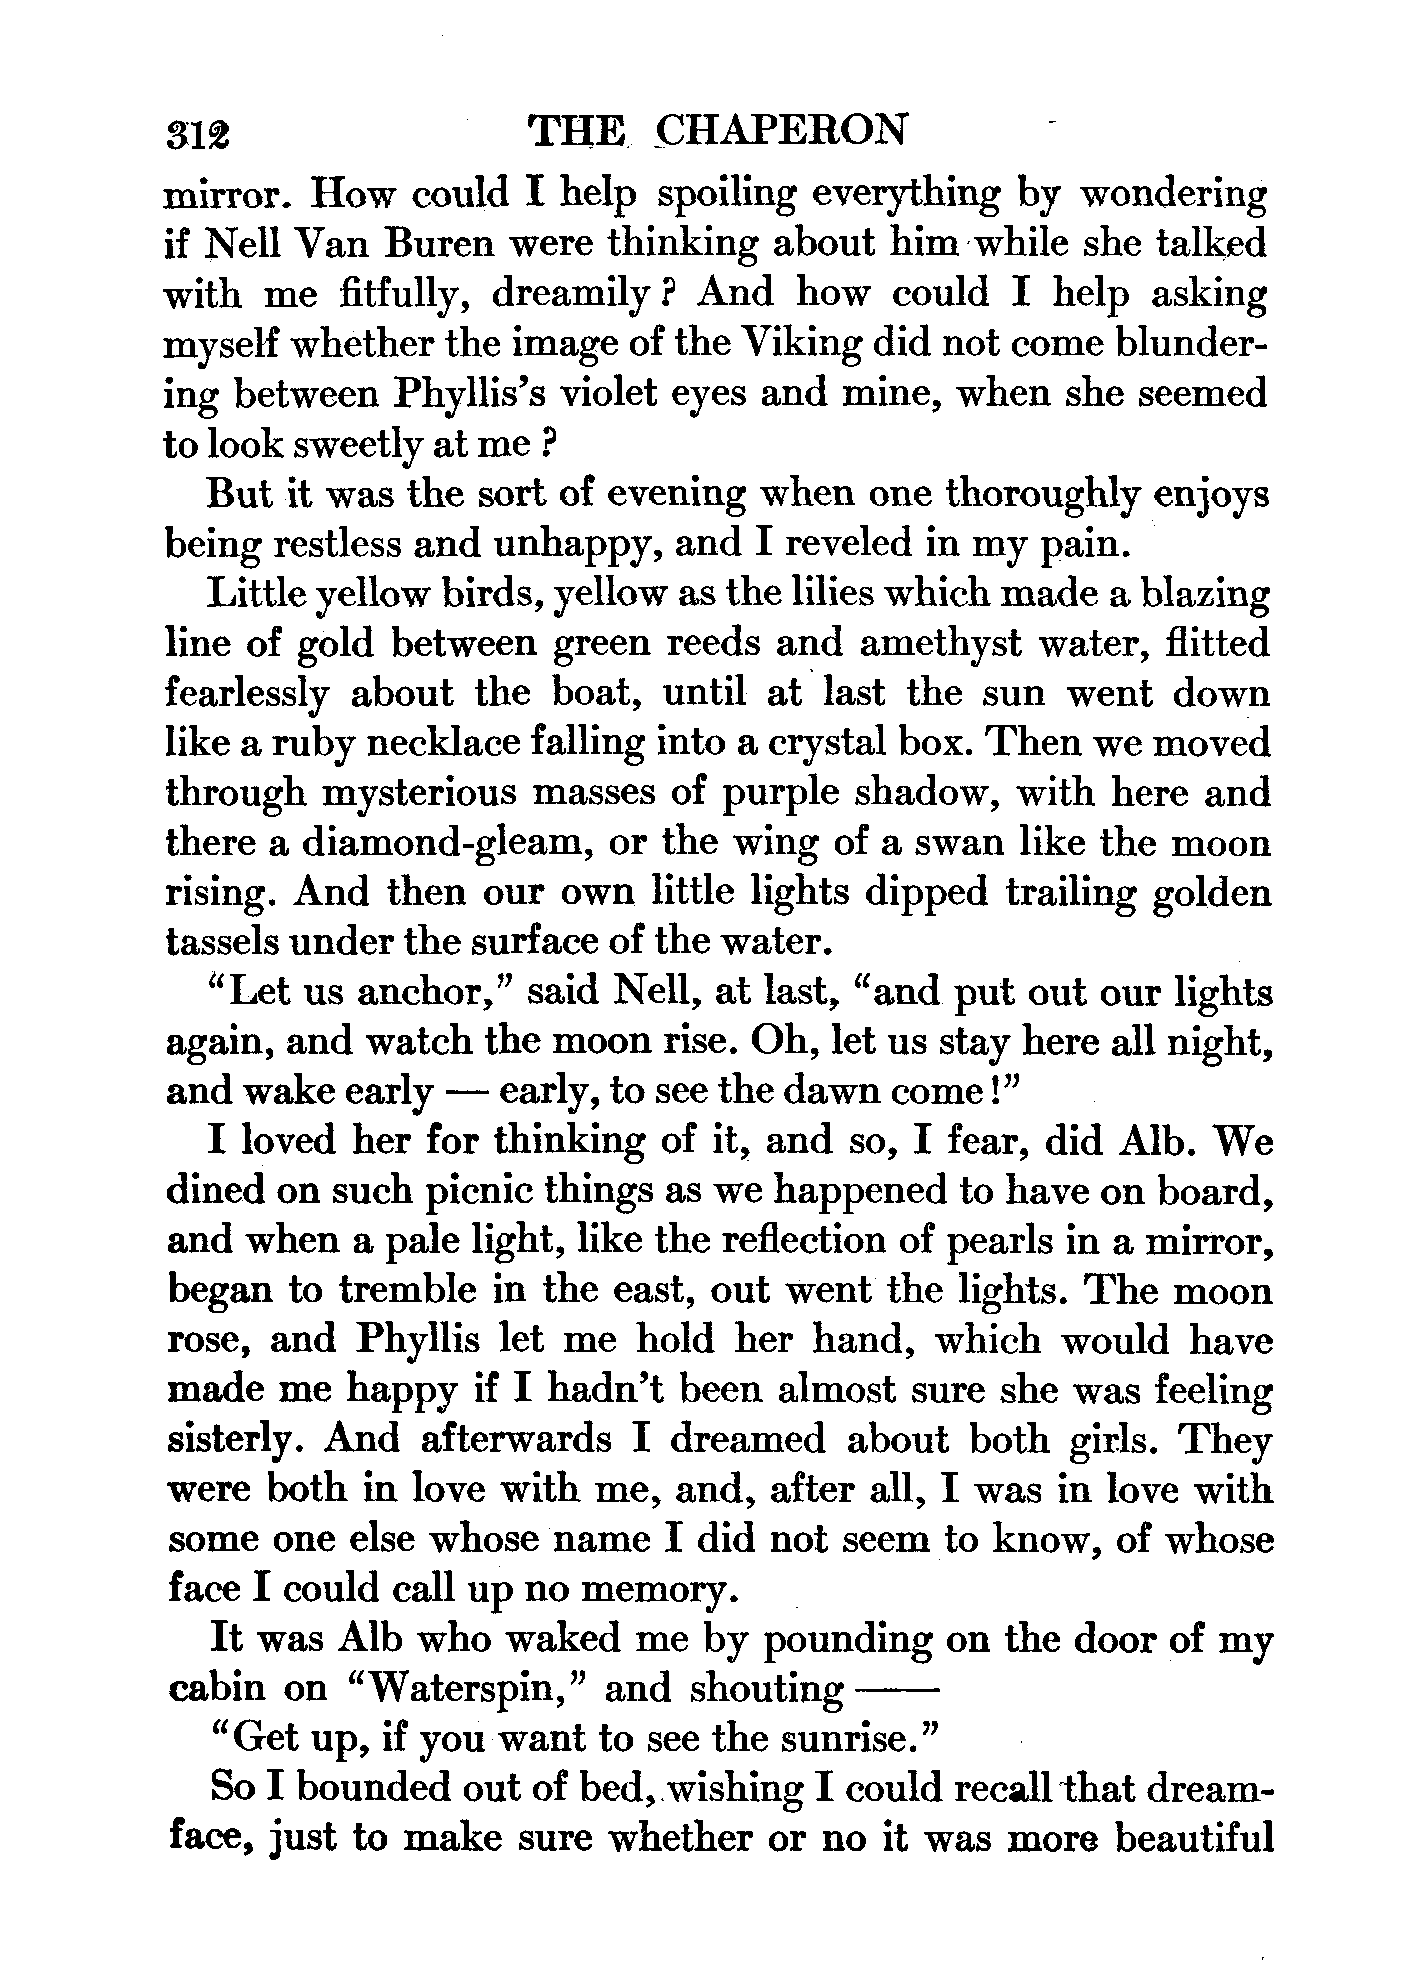 312 THE CHAPERON
mirror. How could I help spoiling everything by wondering
if Nell Van Buren were thinking about him while she talked
with me fitfully, dreamily? And how could I help asking
myself whether the image of the Viking did not come blunder-
ing between Phyllis's violet eyes and mine, when she seemed
to look sweetly at me?
But it was the sort of evening when one thoroughly enjoys
being restless and unhappy, and I reveled in my pain.
Little yellow birds, yellow as the lilies which made a blazing
line of gold between green reeds and amethyst water, flitted
fearlessly about the boat, until at last the sun went down
like a ruby necklace falling into a crystal box. Then we moved
through mysterious masses of purple shadow, with here and
there a diamond-gleam, or the wing of a swan like the moon
rising. And then our own little lights dipped trailing golden
tassels under the surface of the water.
"Let us anchor," said Nell, at last, "and put out our lights
again, and watch the moon rise. Oh, let us stay here all night,
and wake early — early, to see the dawn come!"
I loved her for thinking of it, and so, I fear, did Alb. We
dined on such picnic things as we happened to have on board,
and when a pale light, like the reflection of pearls in a mirror,
began to tremble in the east, out went the lights. The moon
rose, and Phyllis let me hold her hand, which would have
made me happy if I hadn't been almost sure she was feeling
sisterly. And afterwards I dreamed about both girls. They
were both in love with me, and, after all, I was in love with
some one else whose name I did not seem to know, of whose
face I could call up no memory.
It was Alb who waked me by pounding on the door of my
cabin on "Waterspin," and shouting ——
"Get up, if you want to see the sunrise."
So I bounded out of bed, wishing I could recall that dream-
face, just to make sure whether or no it was more beautiful